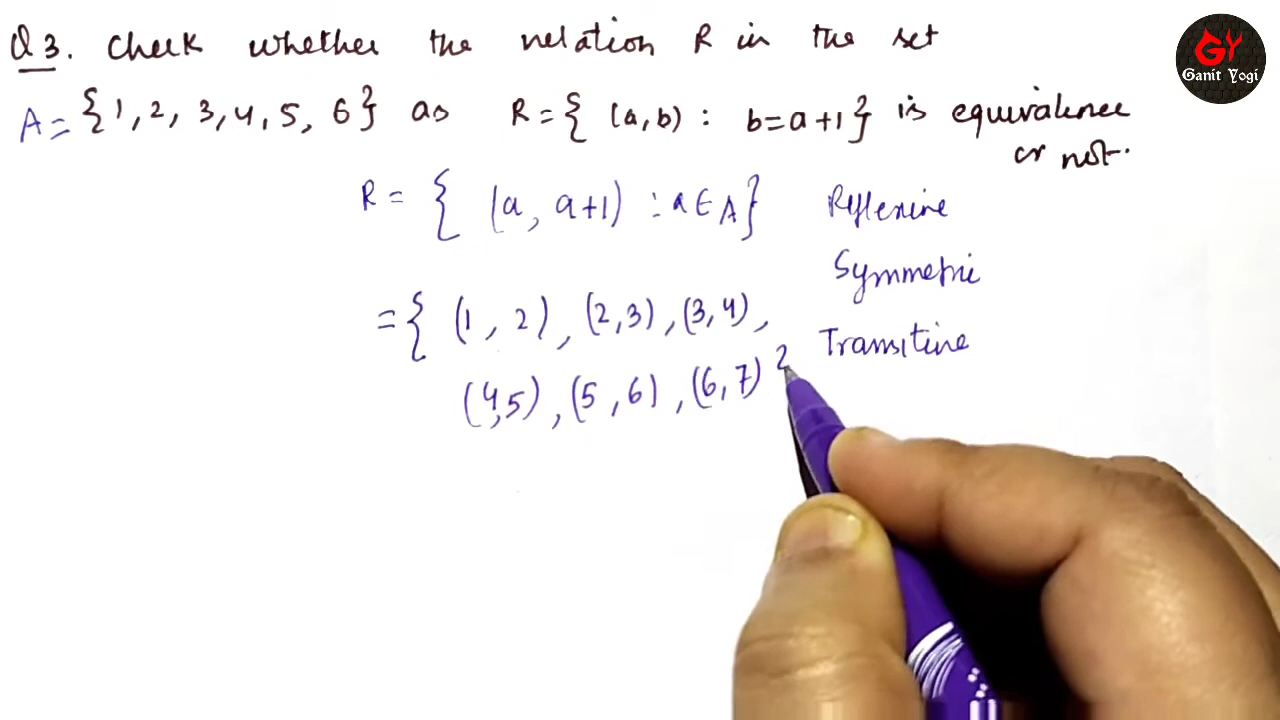 Q3. Check whether the relation R in the set
A = {1, 2, 3, 4, 5, 6} as R = { (a, b) : b = a + 1} is equivalence
or not.
R = { (a, a+1) : a ∈ A}
Reflexive
Symmetric
= { (1, 2), (2,3), (3, 4),
Transitive
(4,5), (5, 6), (6, 7)
GY
Ganit Yogi